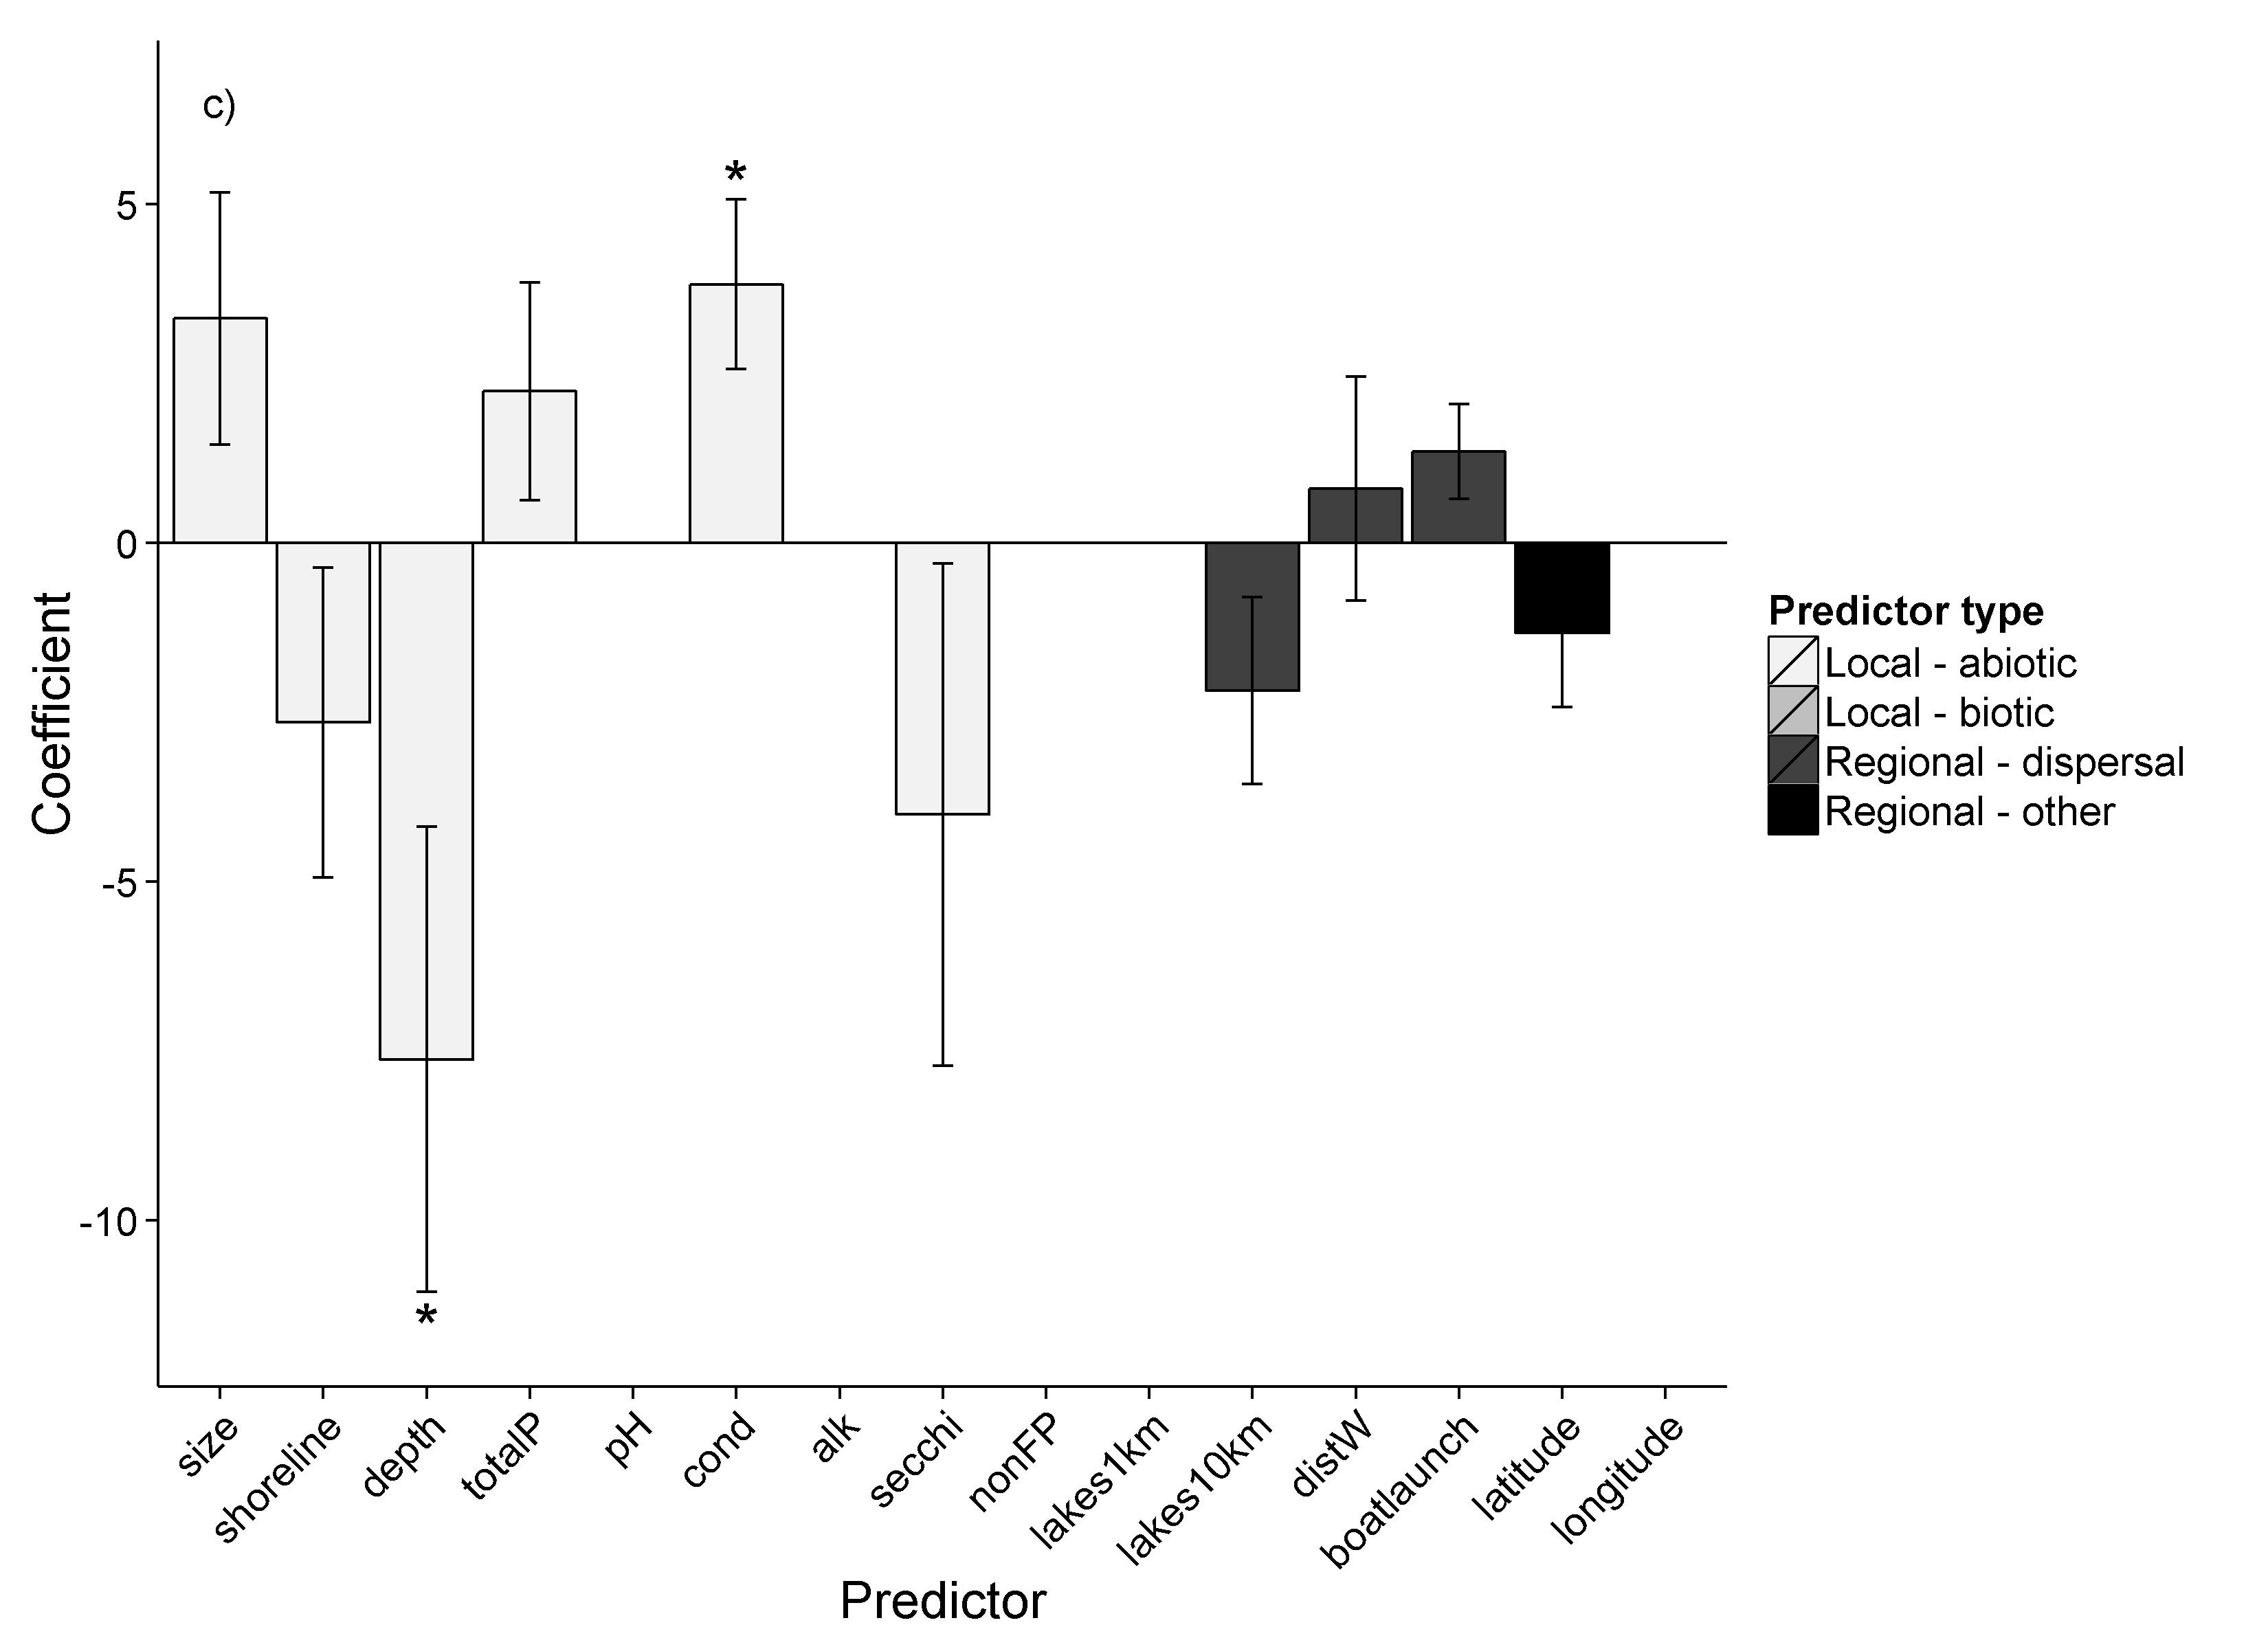 c)
*
5
0
-5
-10
*
Coefficient
size
shoreline
depth
totalP
pH
cond
alk
secchi
nonFP
lakes1km
lakes10km
distW
boatlaunch
latitude
longitude
Predictor
Predictor type
Local - abiotic
Local - biotic
Regional - dispersal
Regional - other